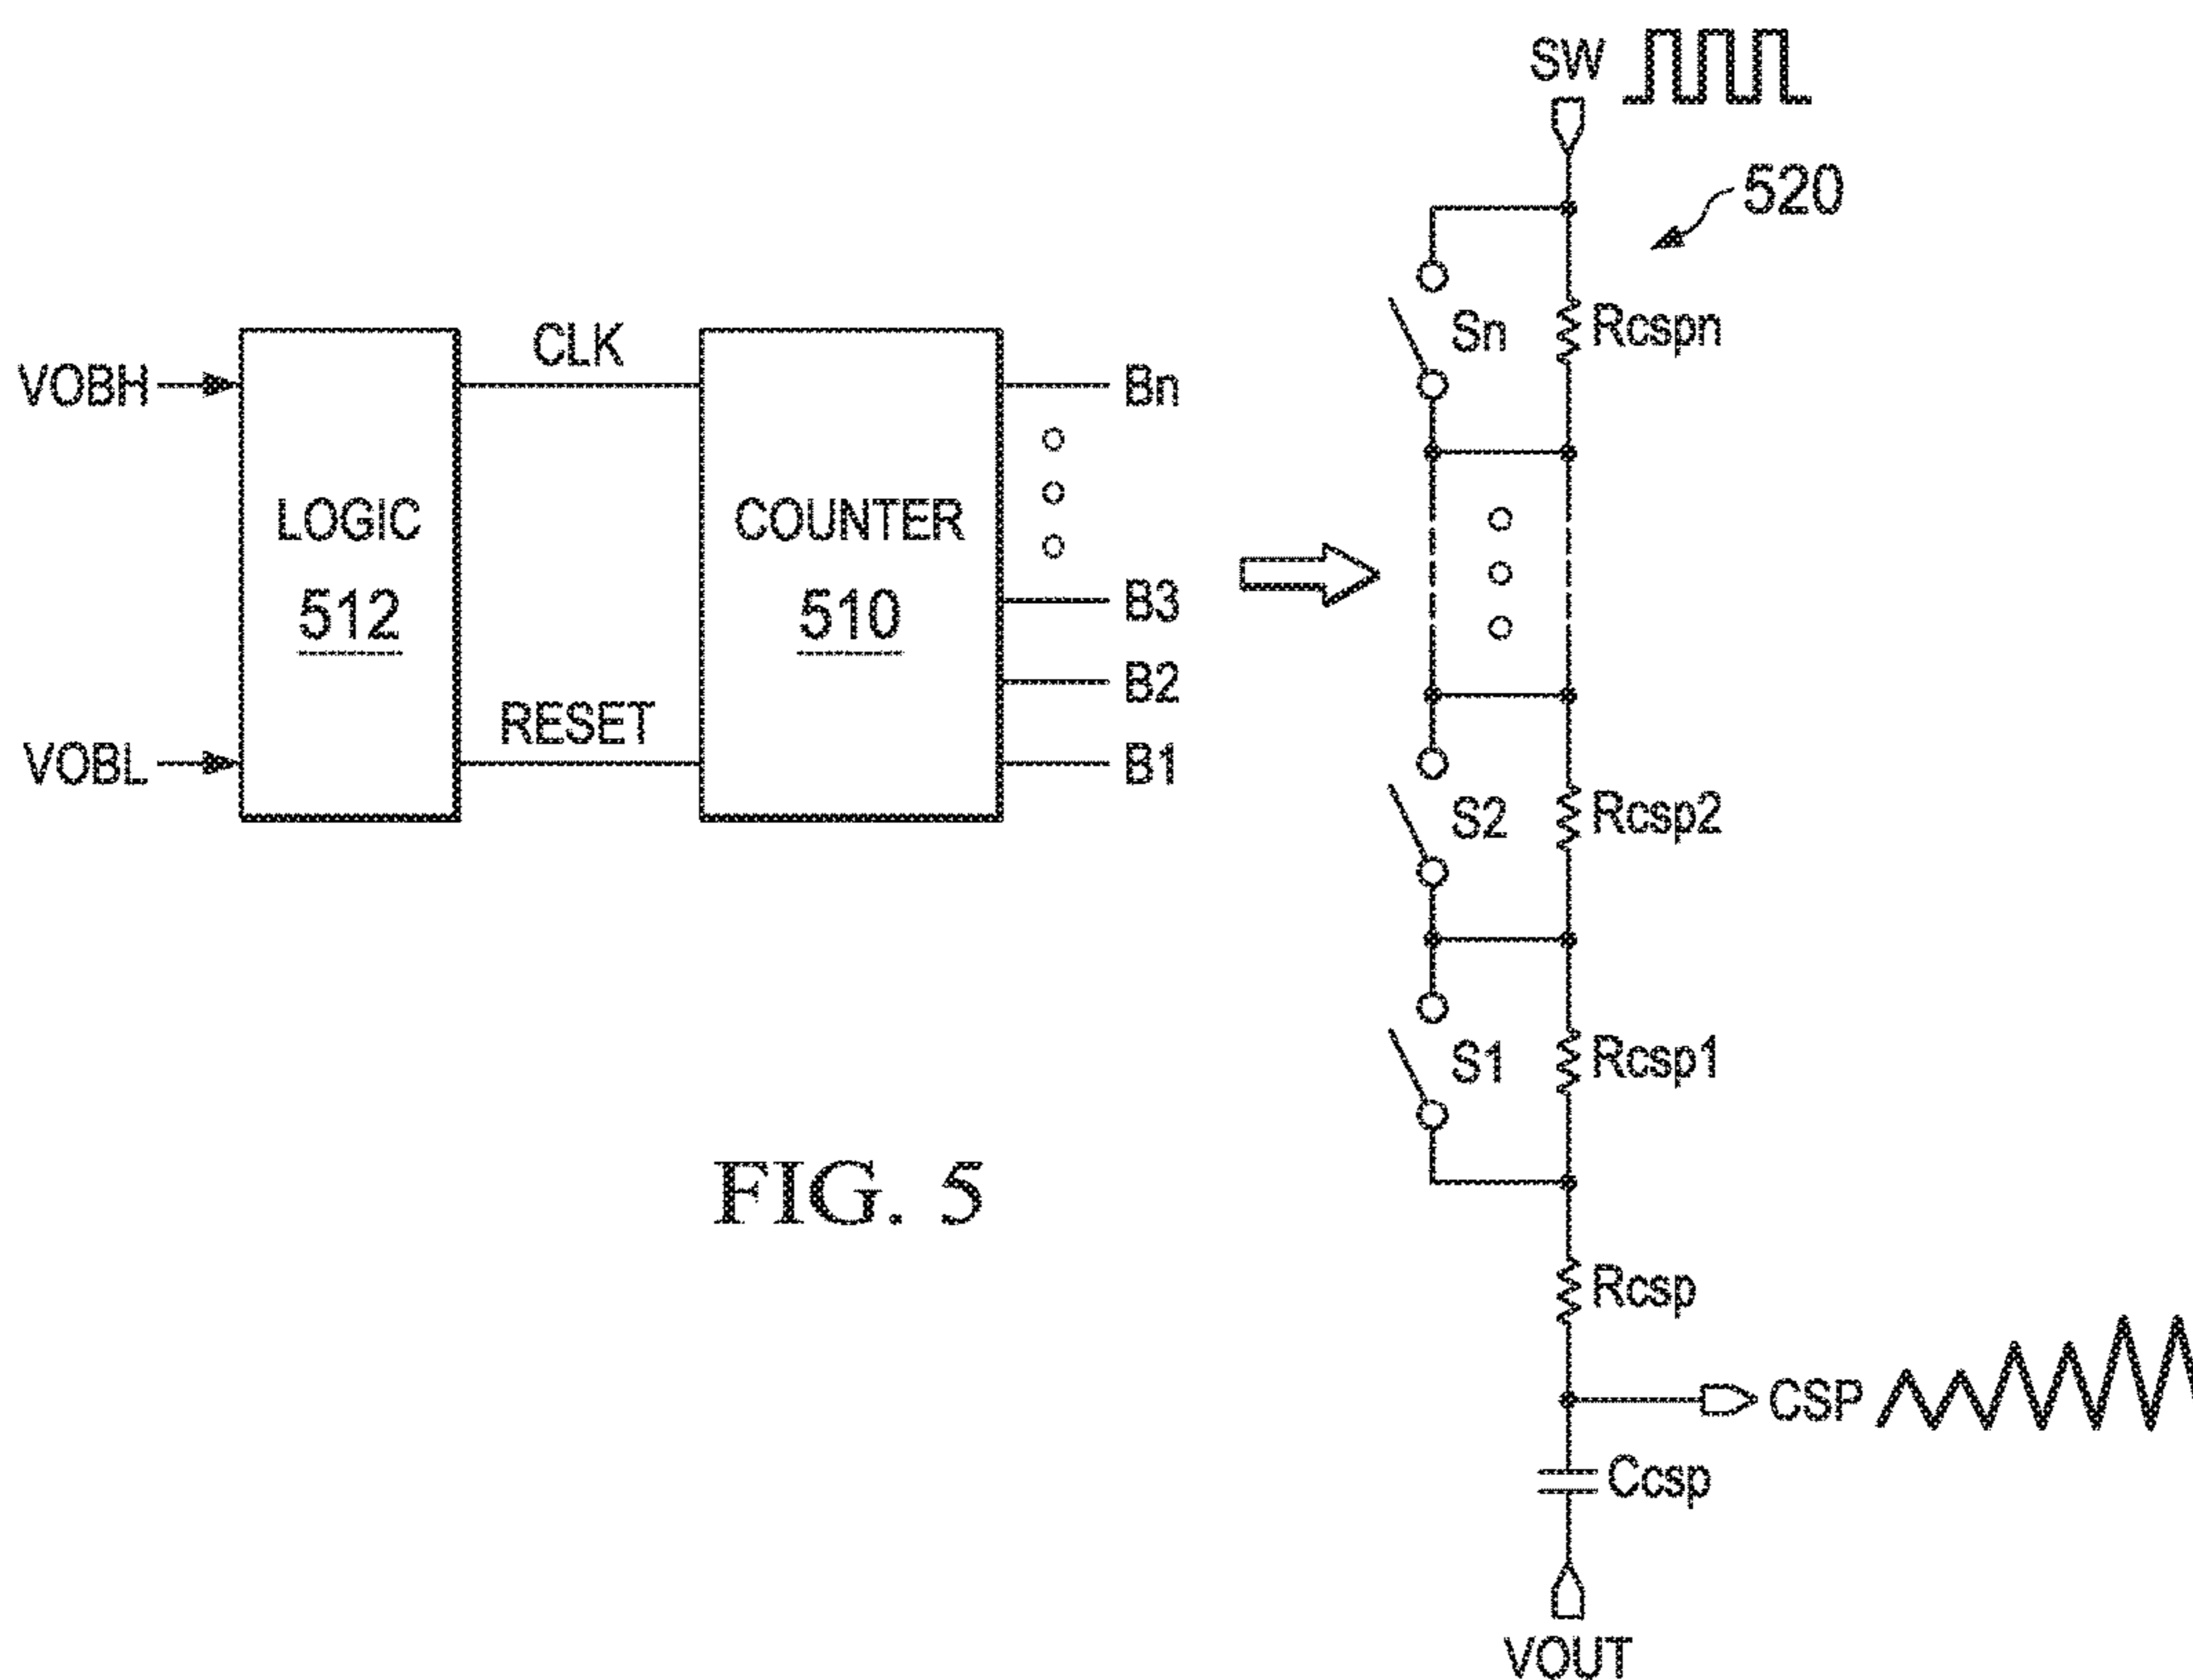 SW
520
Sn
Rcspn
VOBH
LOGIC
512
VOBL
CLK
RESET
COUNTER
510
Bn
B3
B2
B1
S2
Rcsp2
S1
Rcsp1
Rcsp
CSP
Ccsp
VOUT
FIG. 5